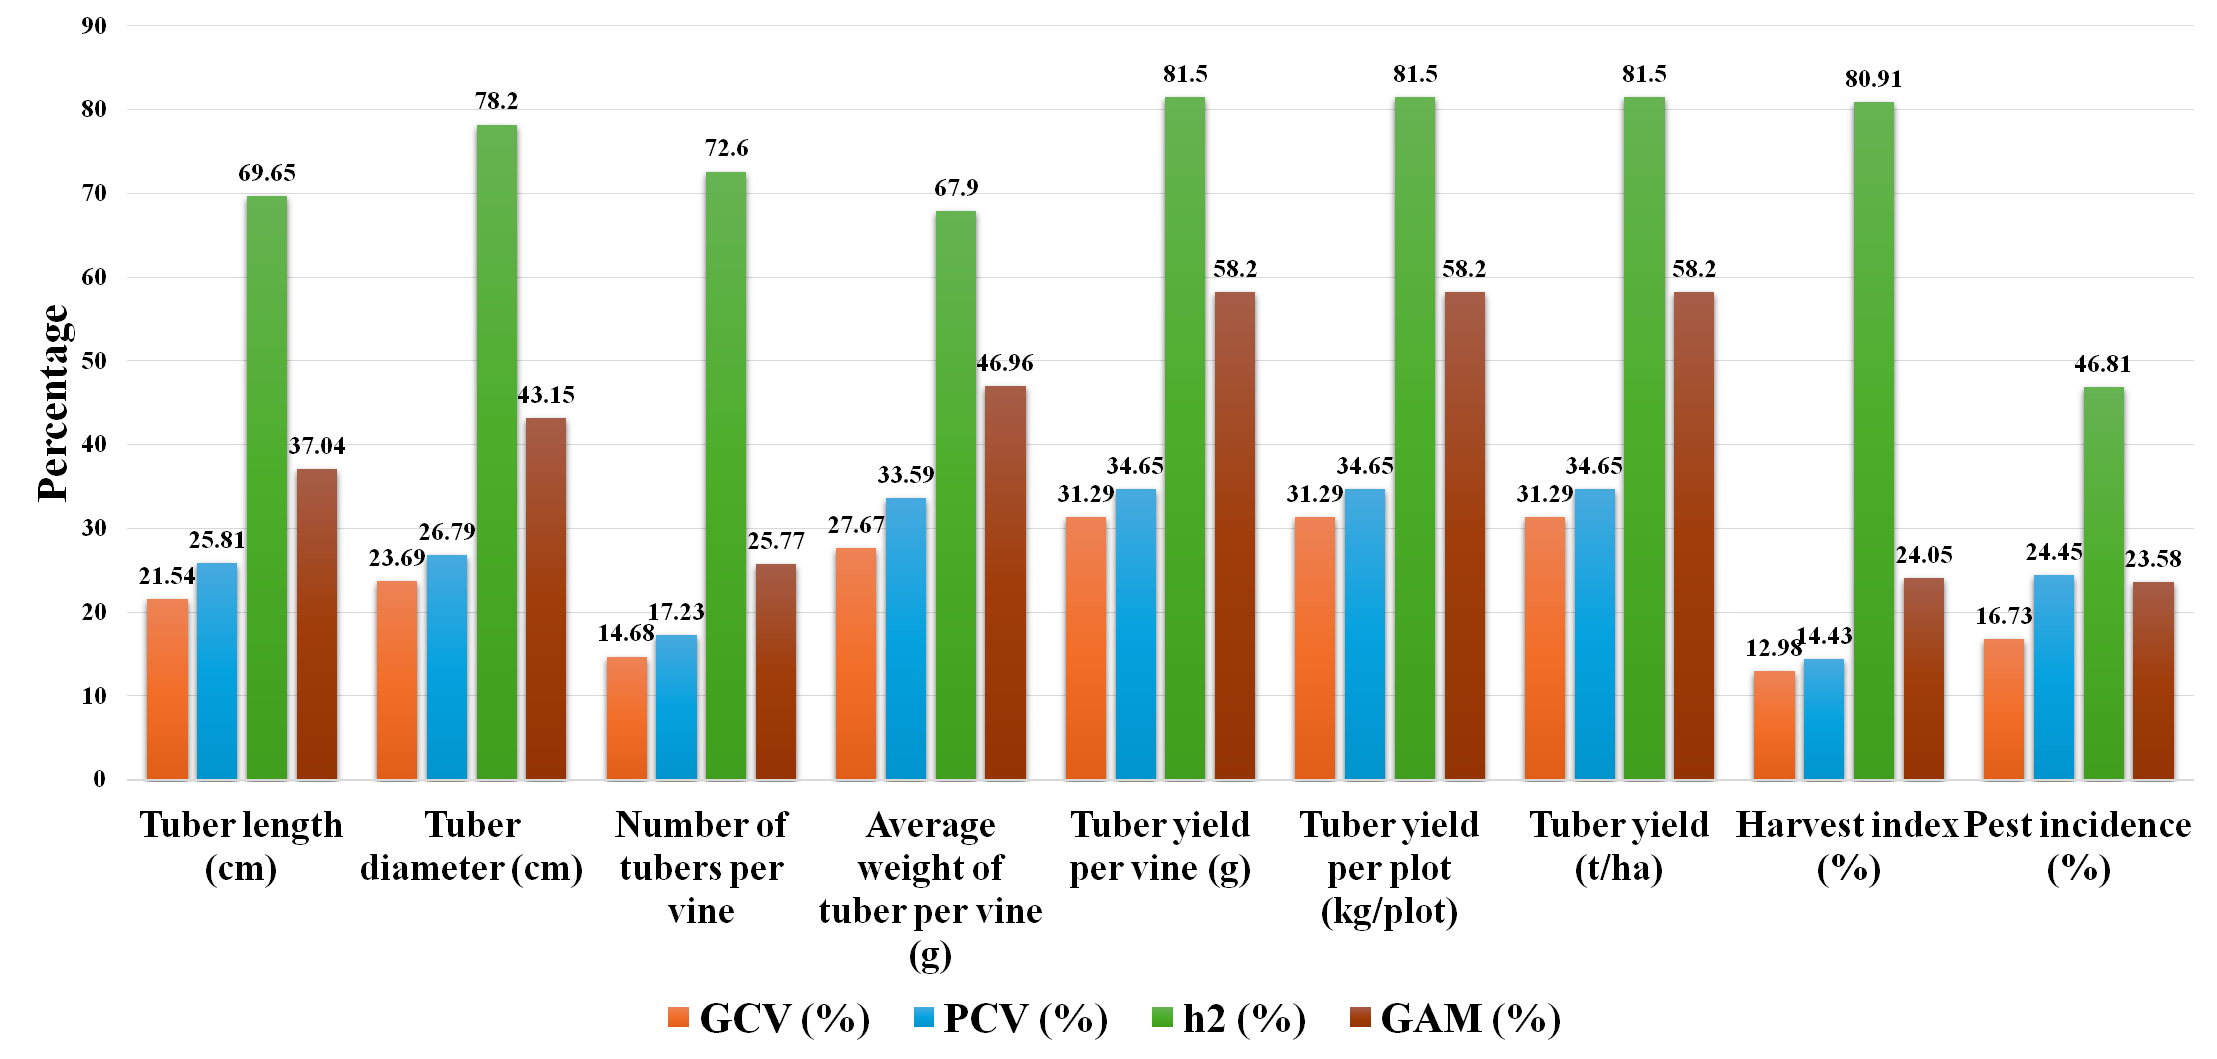 90
80
70
60
50
40
30
20
10
0
Percentage
21.54
25.81
69.65
37.04
23.69
26.79
78.2
43.15
14.68
17.23
72.6
25.77
27.67
33.59
67.9
46.96
31.29
34.65
81.5
58.2
31.29
34.65
81.5
58.2
31.29
34.65
81.5
58.2
12.98
14.43
80.91
24.05
16.73
24.45
46.81
23.58
Tuber length
(cm)
Tuber
diameter (cm)
Number of
tubers per
vine
Average
weight of
tuber per vine
(g)
Tuber yield
per vine (g)
Tuber yield
per plot
(kg/plot)
Tuber yield
(t/ha)
Harvest index
(%)
Pest incidence
(%)
GCV (%)
PCV (%)
h2 (%)
GAM (%)